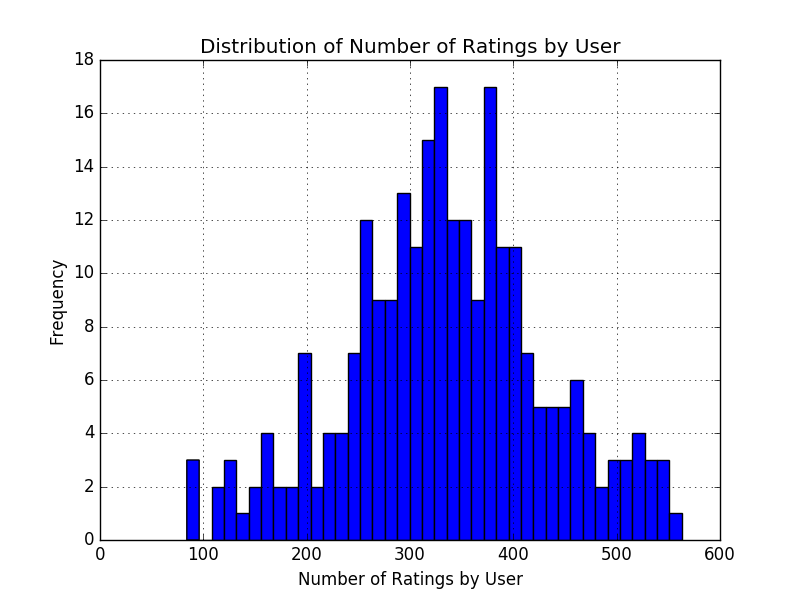 Distribution of Number of Ratings by User
18
16
14
12
10
8
6
4
2
0
Frequency
0 100 200 300 400 500 600
Number of Ratings by User